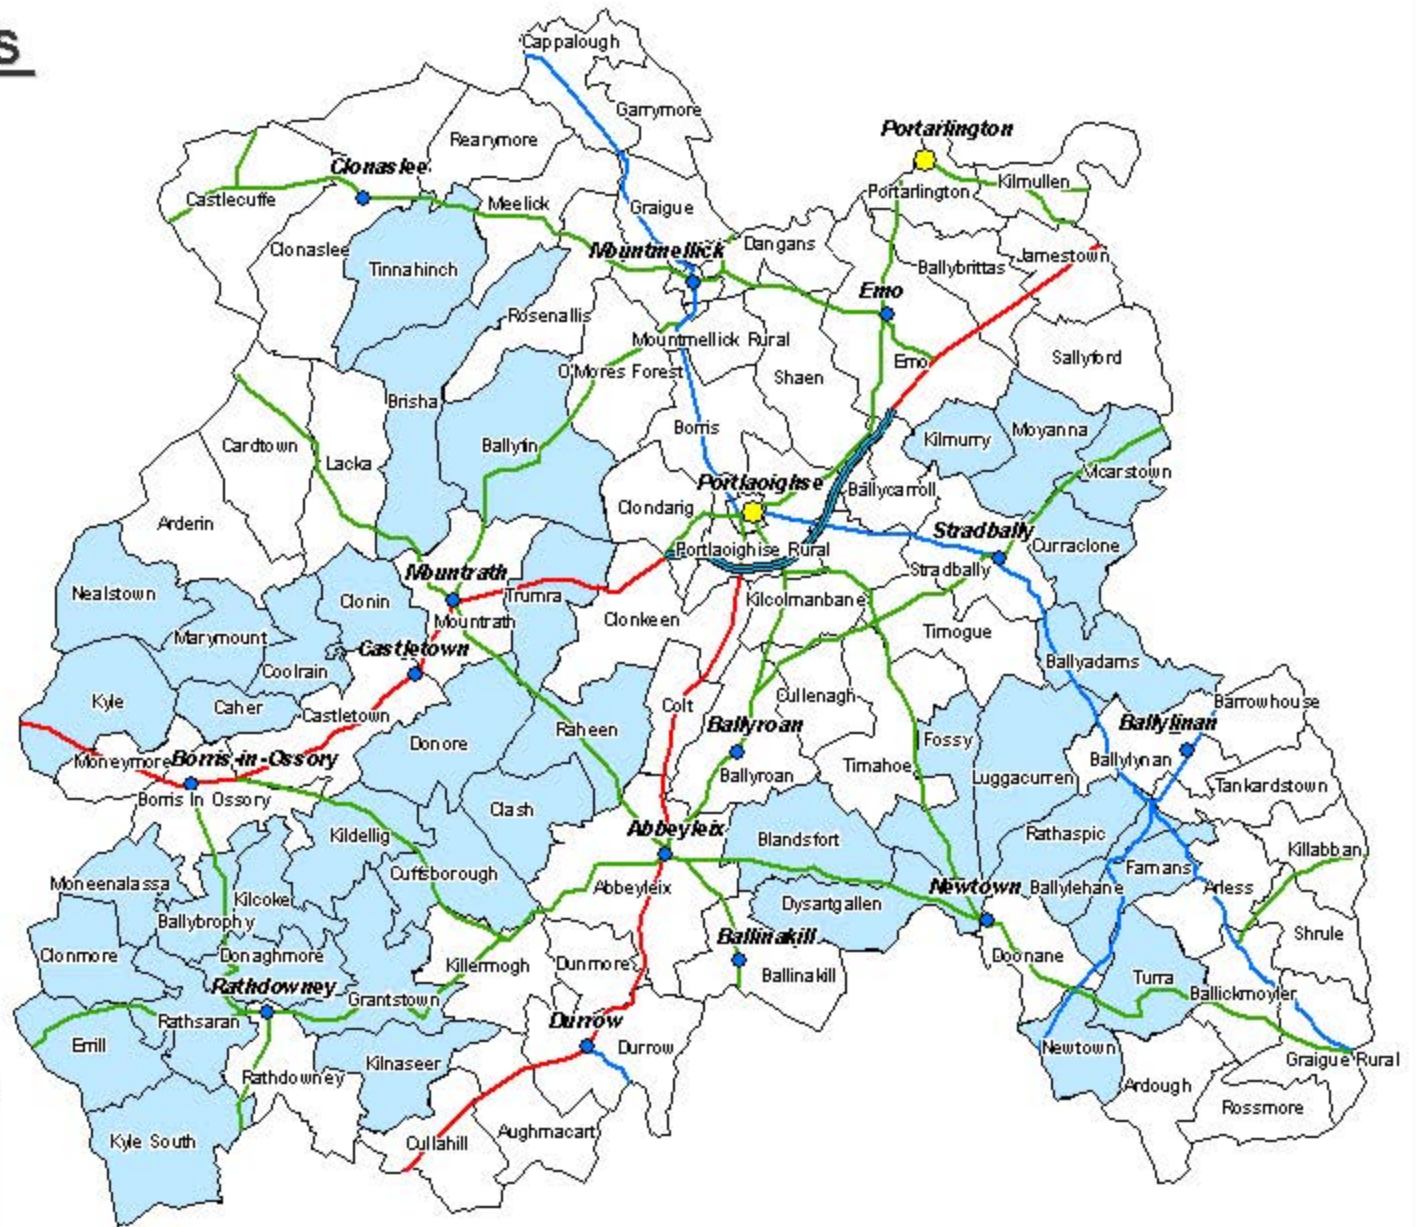 s
Cappalough
Garrymore
Rearymore
Portarlington
Clonaslee
Kilmullen
Portarlington
Castlecuffe
Meelick
Graigue
Clonaslee
Mountmellick
Dangans
Tinnahinch
Ballybrittas
Jamestown
Emo
Rosenallis
Mountmellick Rural
Sallyford
Emo
O'Mores Forest
Shaen
Brisha
Borris
Moyanna
Kilmurry
Cardtown
Ballyfin
Lacka
Vicarstown
Portlaoighse
Ballycarroll
Clondarig
Arderin
Stradbally
Curraclone
Portlaoighise Rural
Stradbally
Mountrath
Nealstown
Clonin
Trumra
Kilcolmanbane
Mountrath
Clonkeen
Timogue
Marymount
Castletown
Ballyadams
Coolrain
Cullenagh
Kyle
Caher
Castletown
Colt
Barrowhouse
Ballyroan
Ballylinan
Raheen
Donore
Fossy
Moneymore
Borris-in-Ossory
Ballylynan
Timahoe
Ballyroan
Luggacurren
Tankardstown
Borris In Ossory
Clash
Abbeyleix
Kildellig
Blandsfort
Rathaspic
Killabban
Farnans
Cuffsborough
Moneenalassa
Abbeyleix
Newtown
Ballylehane
Arless
Kilcoke
Dysartgallen
Ballybrophy
Ballinakill
Shrule
Clonmore
Donaghmore
Doonane
Killermogh
Dunmore
Ballinakill
Turra
Rathdowney
Ballickmoyler
Grantstown
Durrow
Rathsaran
Errill
Durrow
Newtown
Kilnaseer
Graigue Rural
Rathdowney
Ardough
Rossmore
Kyle South
Cullahill
Aughmacart